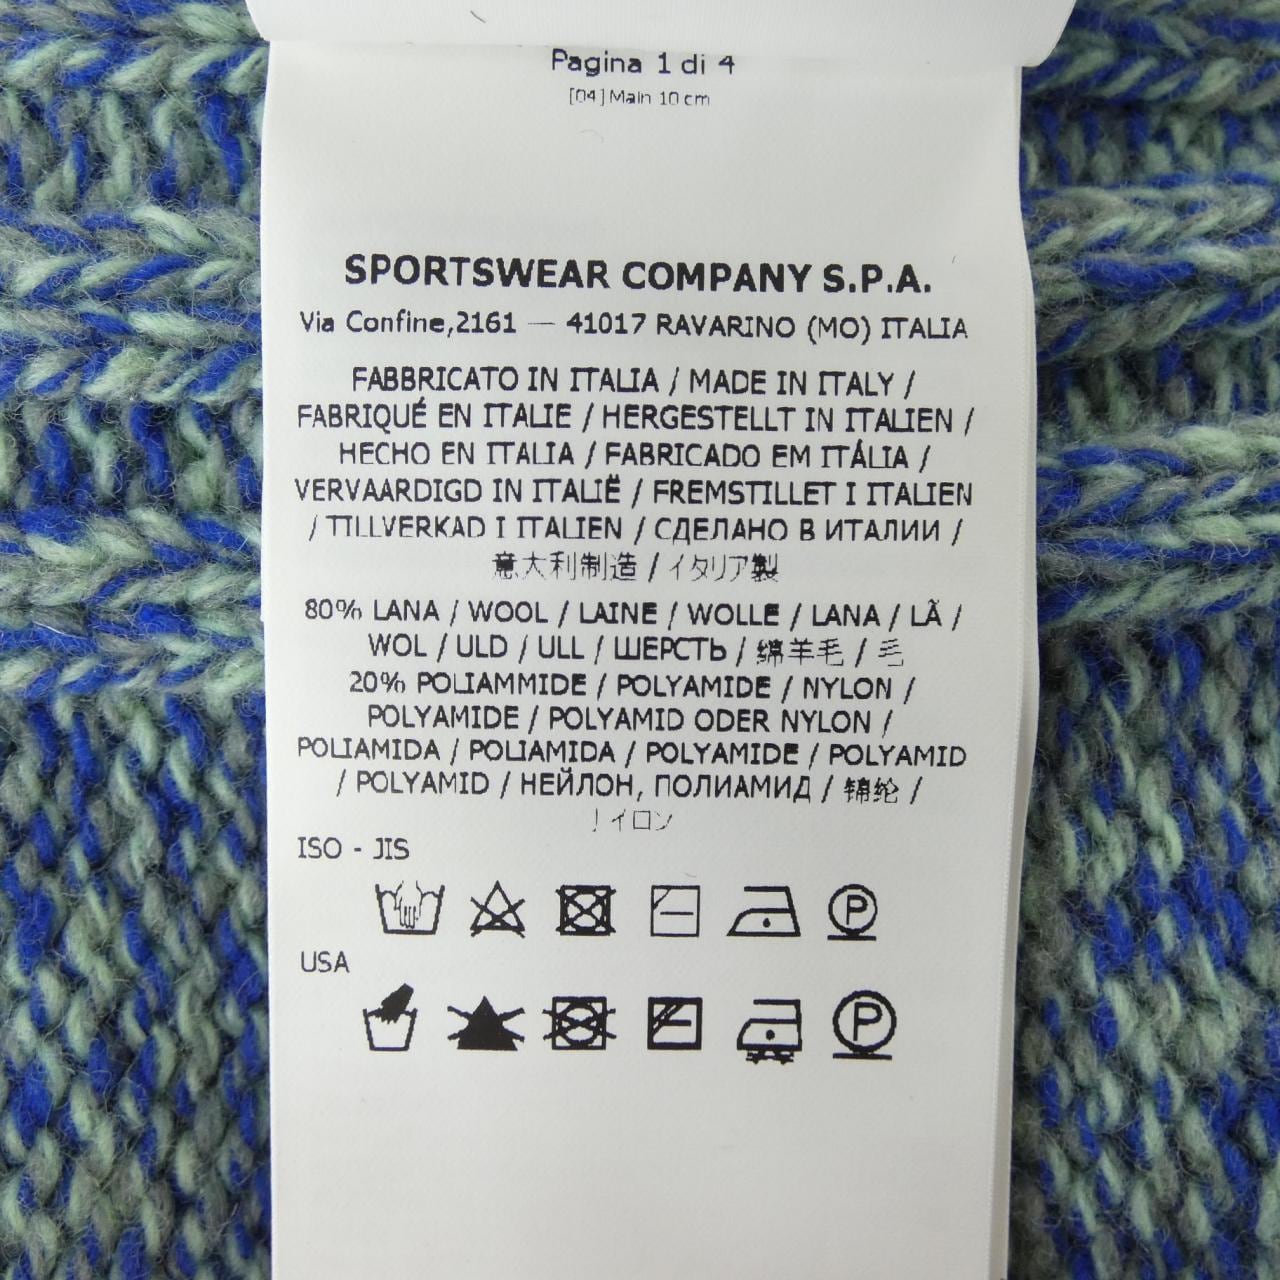 Pagina 1 di 4
[04] Main 10 cm
SPORTSWEAR COMPANY S.P.A.
Via Confine,2161 — 41017 RAVARINO (MO) ITALIA
FABBRICATO IN ITALIA / MADE IN ITALY /
FABRIQUÉ EN ITALIE / HERGESTELLT IN ITALIEN /
HECHO EN ITALIA / FABRICADO EM ITÁLIA /
VERVAARDIGD IN ITALIË / FREMSTILLET I ITALIEN
/ TILLVERKAD I ITALIEN / СДЕЛАНО В ИТАЛИИ /
意大利制造 / イタリア製
80% LANA / WOOL / LAINE / WOLLE / LANA / LÃ /
WOL / ULD / ULL / ШЕРСТЬ / 绵羊毛 / 毛
20% POLIAMMIDE / POLYAMIDE / NYLON /
POLYAMIDE / POLYAMID ODER NYLON /
POLIAMIDA / POLIAMIDA / POLYAMIDE / POLYAMID
/ POLYAMID / НЕЙЛОН, ПОЛИАМИД / 锦纶 /
ナイロン
ISO - JIS
P
USA
P